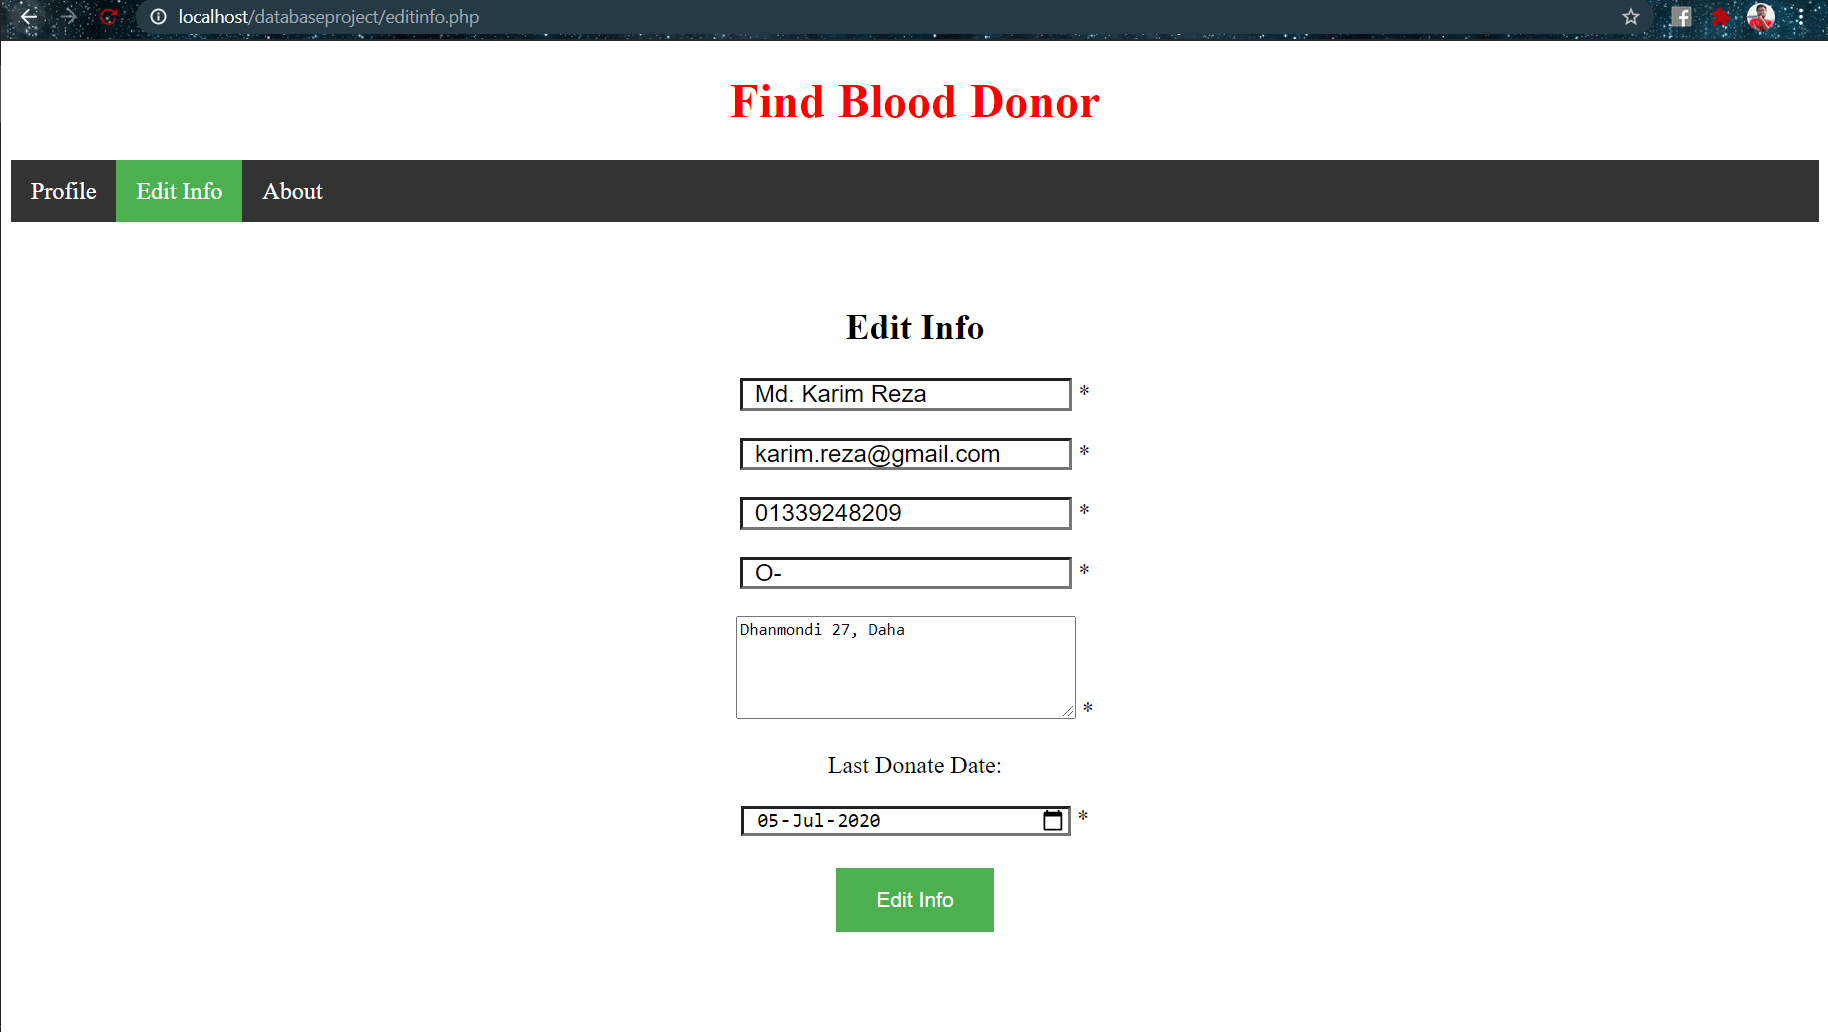 localhost/databaseproject/editinfo.php
Find Blood Donor
Profile Edit Info About
Edit Info
Md. Karim Reza *
karim.reza@gmail.com *
01339248209 *
O- *
Dhanmondi 27, Daha
*
Last Donate Date:
05-Jul-2020 *
Edit Info